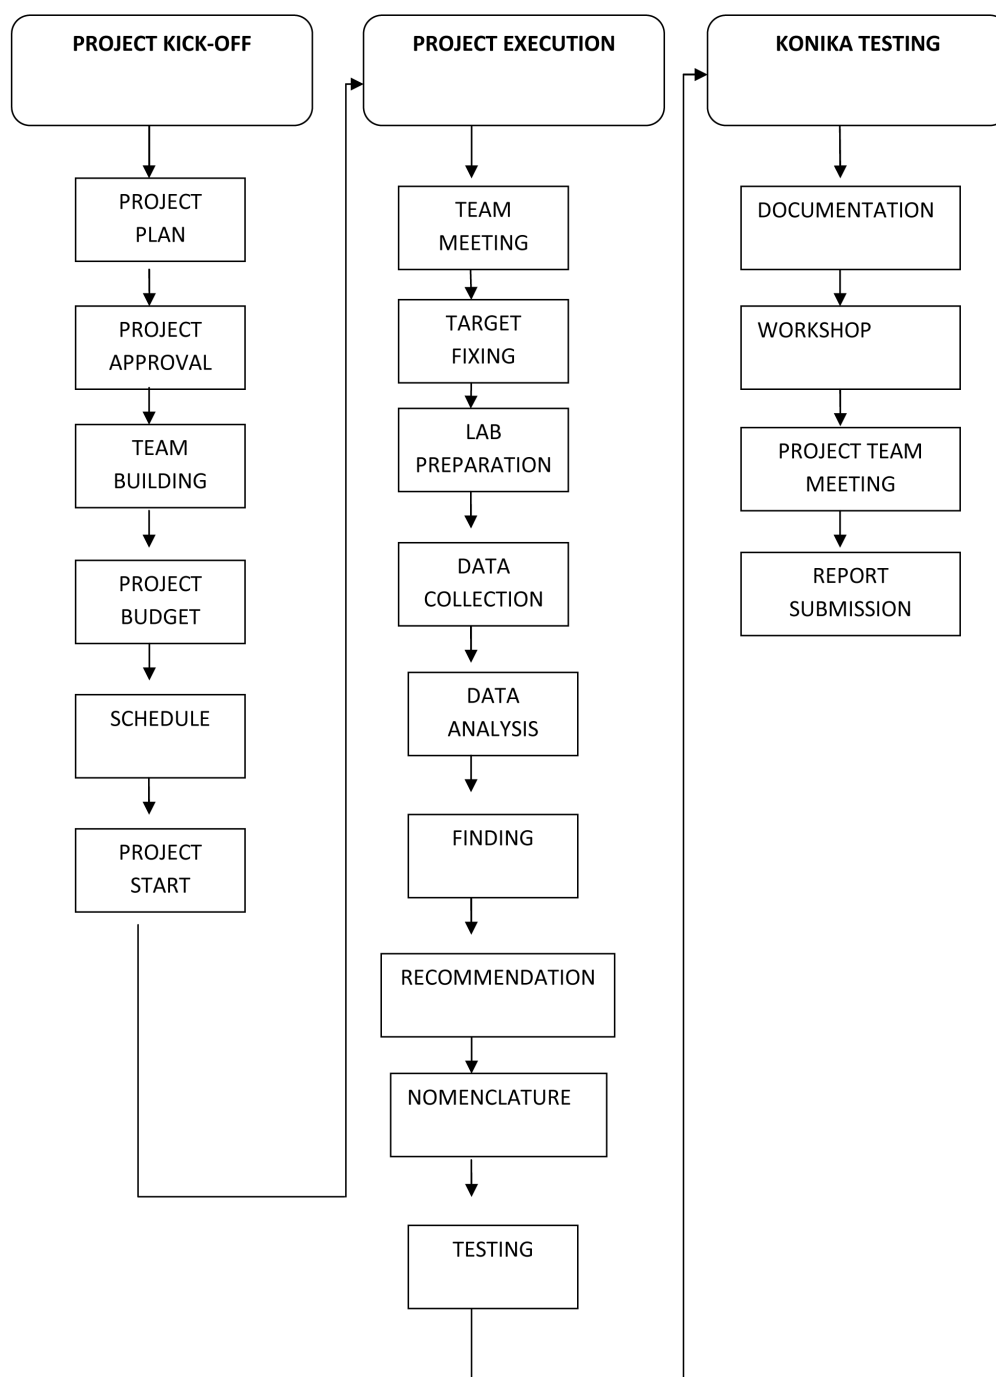 PROJECT KICK-OFF
PROJECT
PLAN
PROJECT
APPROVAL
TEAM
BUILDING
PROJECT
BUDGET
SCHEDULE
PROJECT
START
PROJECT EXECUTION
TEAM
MEETING
TARGET
FIXING
LAB
PREPARATION
DATA
COLLECTION
DATA
ANALYSIS
FINDING
RECOMMENDATION
NOMENCLATURE
TESTING
KONIKA TESTING
DOCUMENTATION
WORKSHOP
PROJECT TEAM
MEETING
REPORT
SUBMISSION